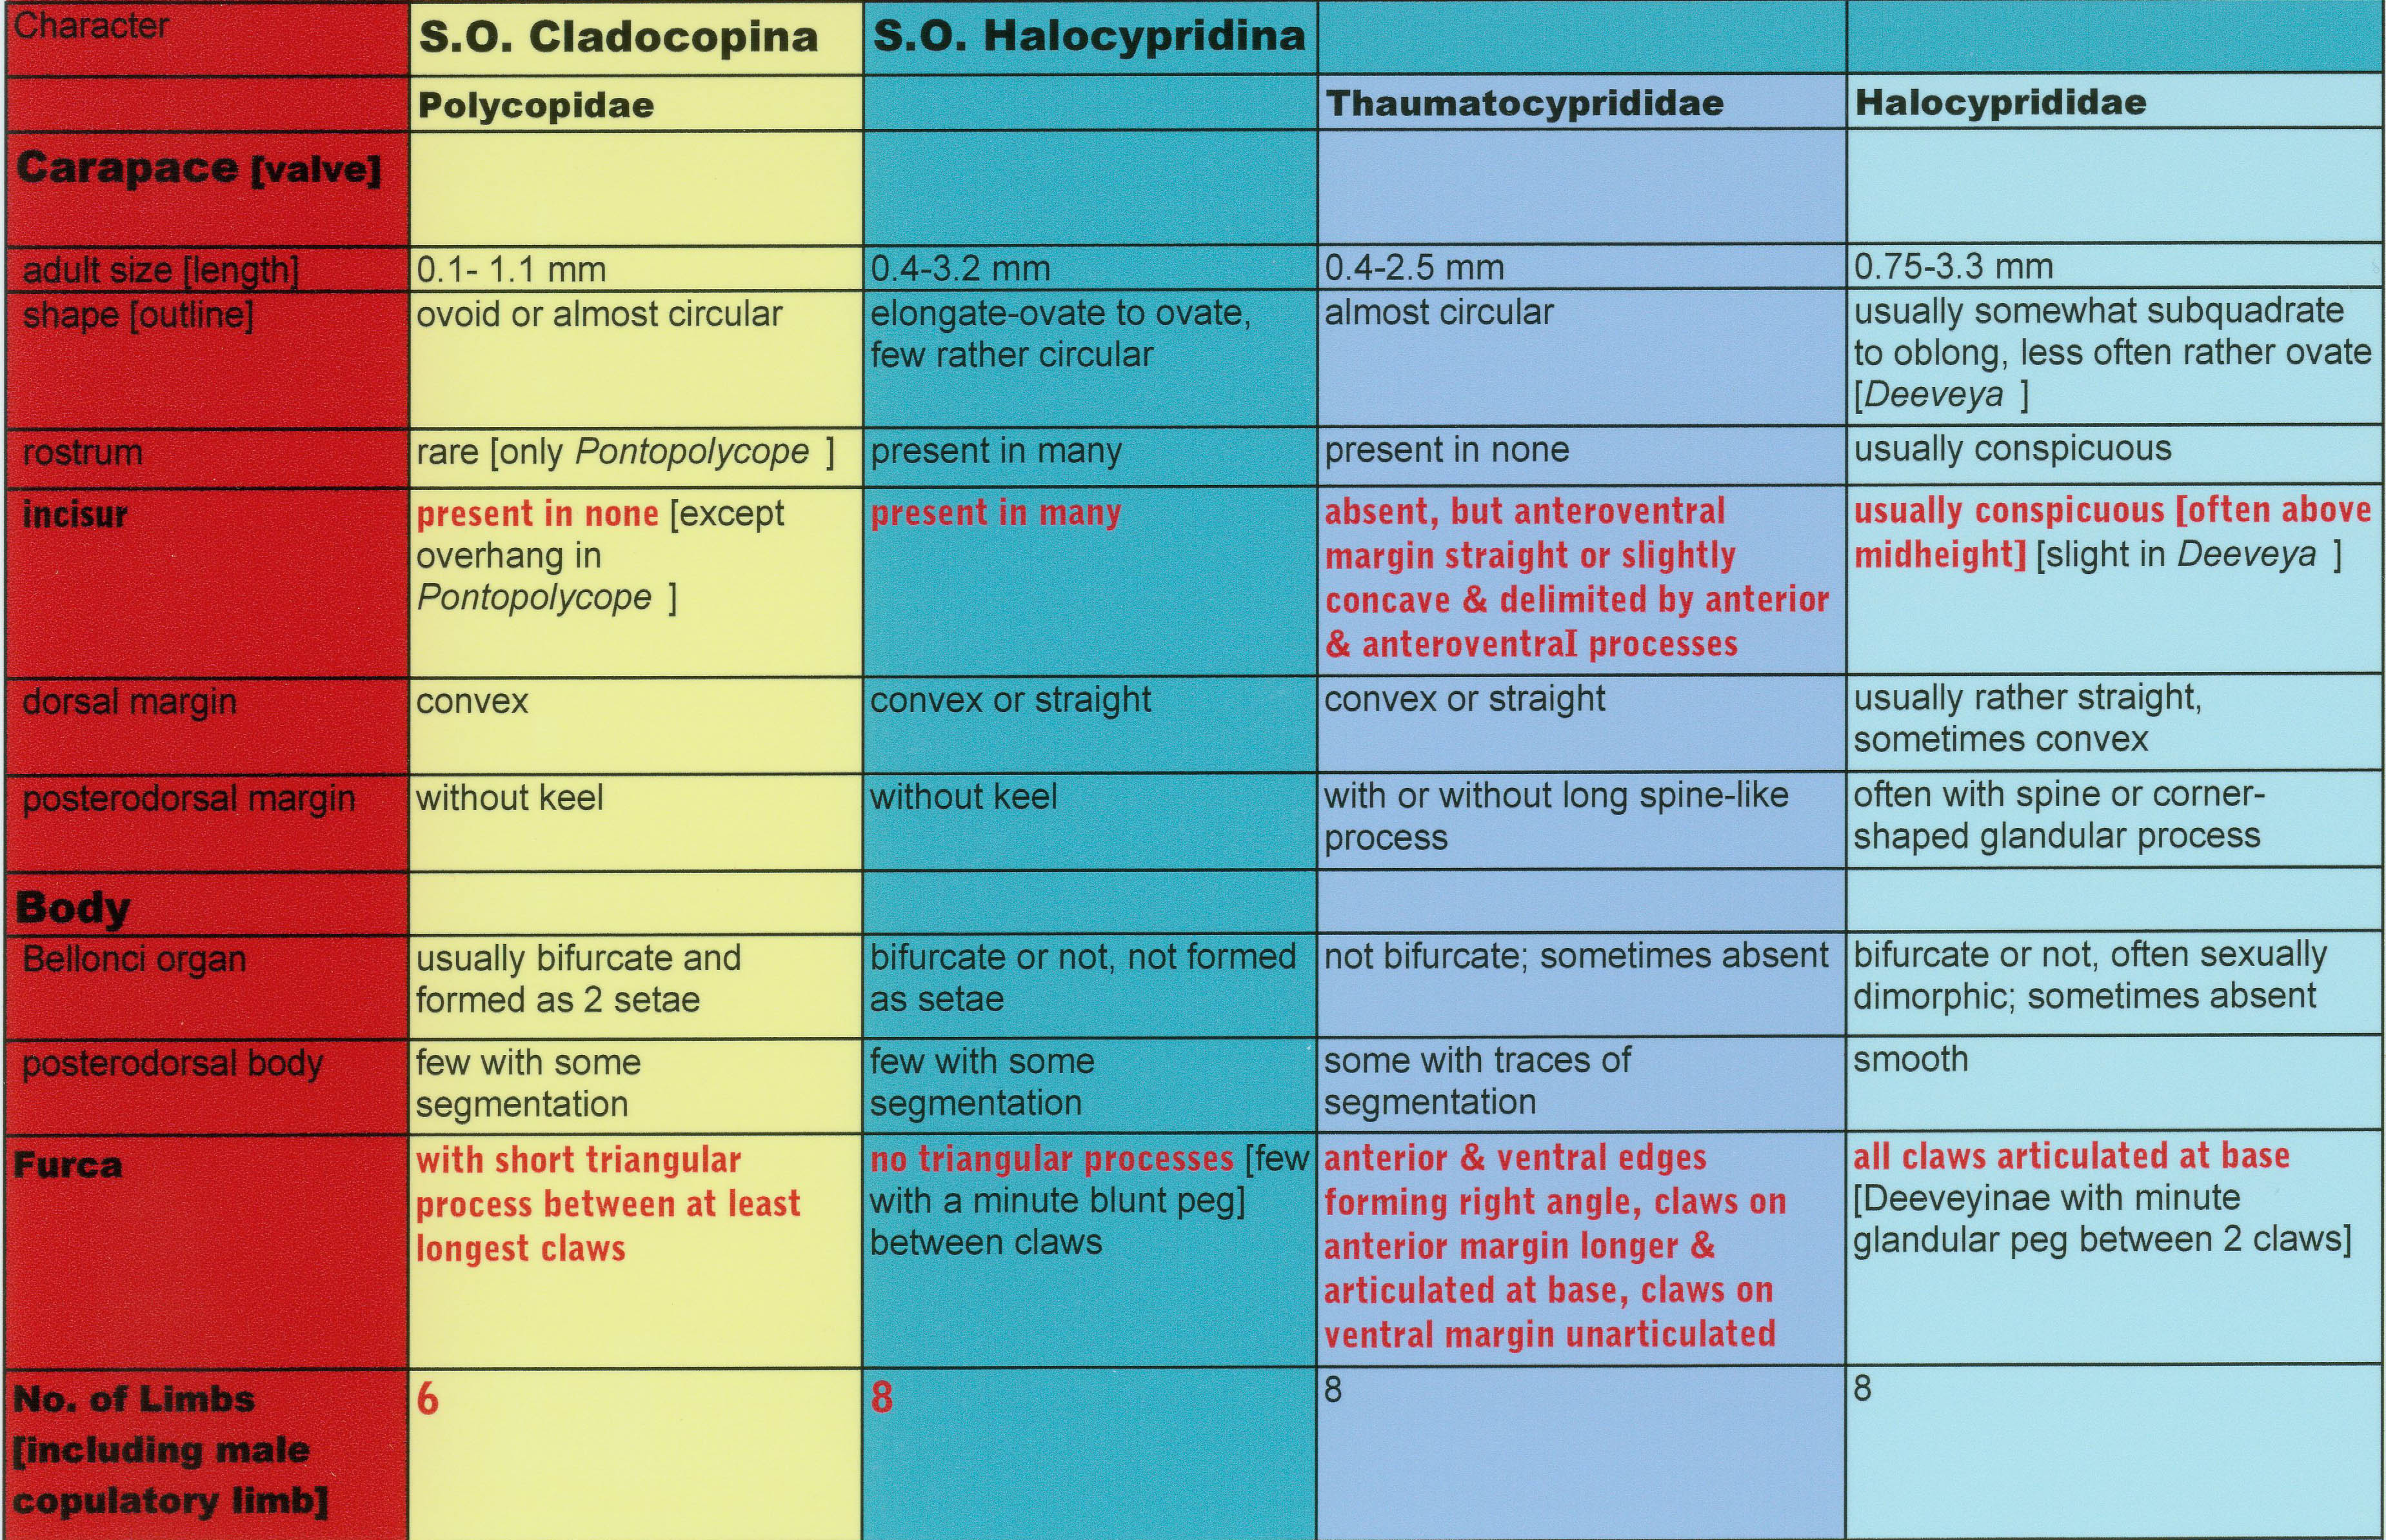 Character
S.O. Cladocopina
S.O. Halocypridina
Polycopidae
Thaumatocyprididae
Halocyprididae
Carapace [valve]
adult size [length]
0.1- 1.1 mm
0.4-3.2 mm
0.4-2.5 mm
0.75-3.3 mm
shape [outline]
ovoid or almost circular
elongate-ovate to ovate,
few rather circular
almost circular
usually somewhat subquadrate
to oblong, less often rather ovate
[Deeveya ]
rostrum
rare [only Pontopolycope ]
present in many
present in none
usually conspicuous
incisur
present in none [except
overhang in
Pontopolycope ]
present in many
absent, but anteroventral
margin straight or slightly
concave & delimited by anterior
& anteroventral processes
usually conspicuous [often above
midheight] [slight in Deeveya ]
dorsal margin
convex
convex or straight
convex or straight
usually rather straight,
sometimes convex
posterodorsal margin
without keel
without keel
with or without long spine-like
process
often with spine or corner-
shaped glandular process
Body
Bellonci organ
usually bifurcate and
formed as 2 setae
bifurcate or not, not formed
as setae
not bifurcate; sometimes absent
bifurcate or not, often sexually
dimorphic; sometimes absent
posterodorsal body
few with some
segmentation
few with some
segmentation
some with traces of
segmentation
smooth
Furca
with short triangular
process between at least
longest claws
no triangular processes [few
with a minute blunt peg]
between claws
anterior & ventral edges
forming right angle, claws on
anterior margin longer &
articulated at base, claws on
ventral margin unarticulated
all claws articulated at base
[Deeveyinae with minute
glandular peg between 2 claws]
No. of Limbs
[including male
copulatory limb]
6
8
8
8